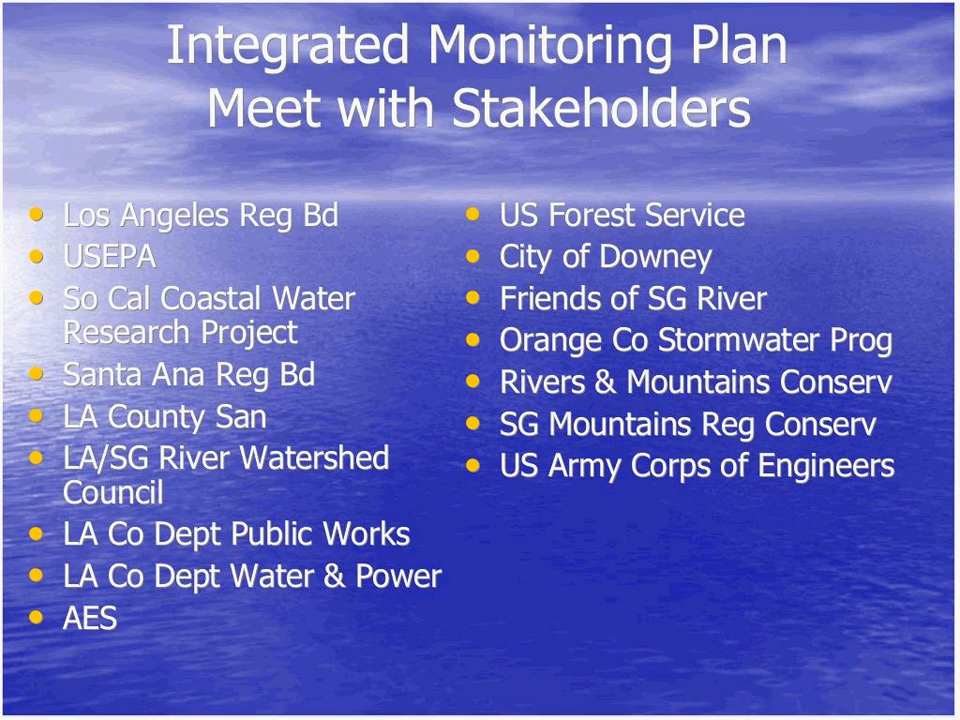 Integrated Monitoring Plan
Meet with Stakeholders
• Los Angeles Reg Bd
• USEPA
• So Cal Coastal Water
Research Project
• Santa Ana Reg Bd
• LA County San
• LA/SG River Watershed
Council
• LA Co Dept Public Works
• LA Co Dept Water & Power
• AES
• US Forest Service
• City of Downey
• Friends of SG River
• Orange Co Stormwater Prog
• Rivers & Mountains Conserv
• SG Mountains Reg Conserv
• US Army Corps of Engineers